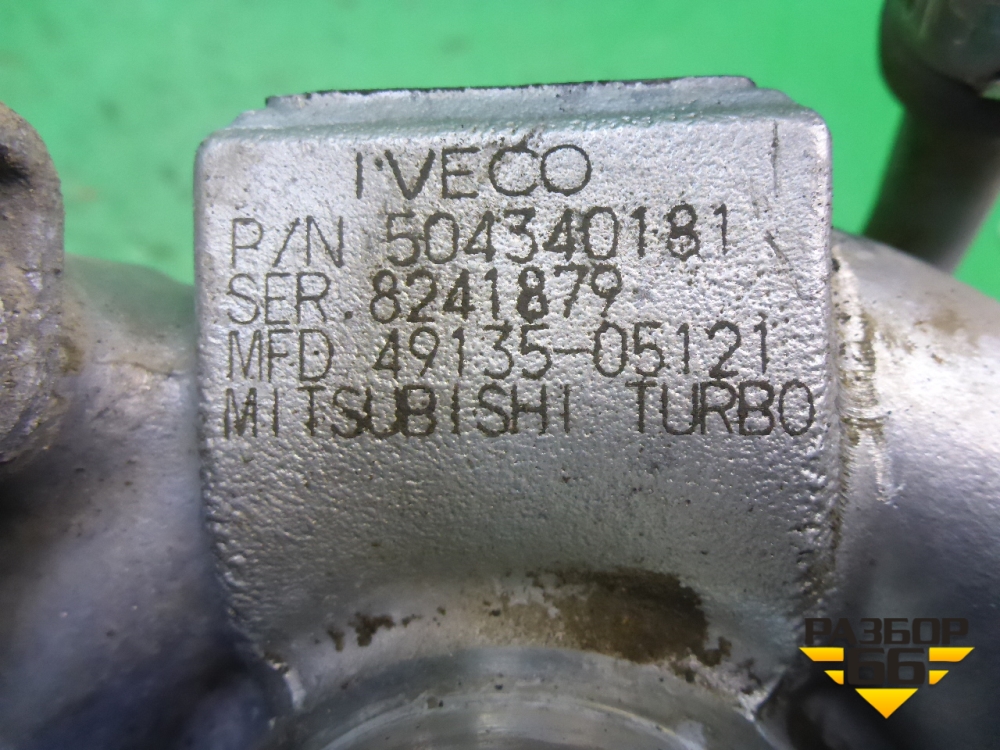 IVECO
P/N 504340181
SER. 8241879
MFD 49135-05121
MITSUBISHI TURBO
РАЗБОР
66